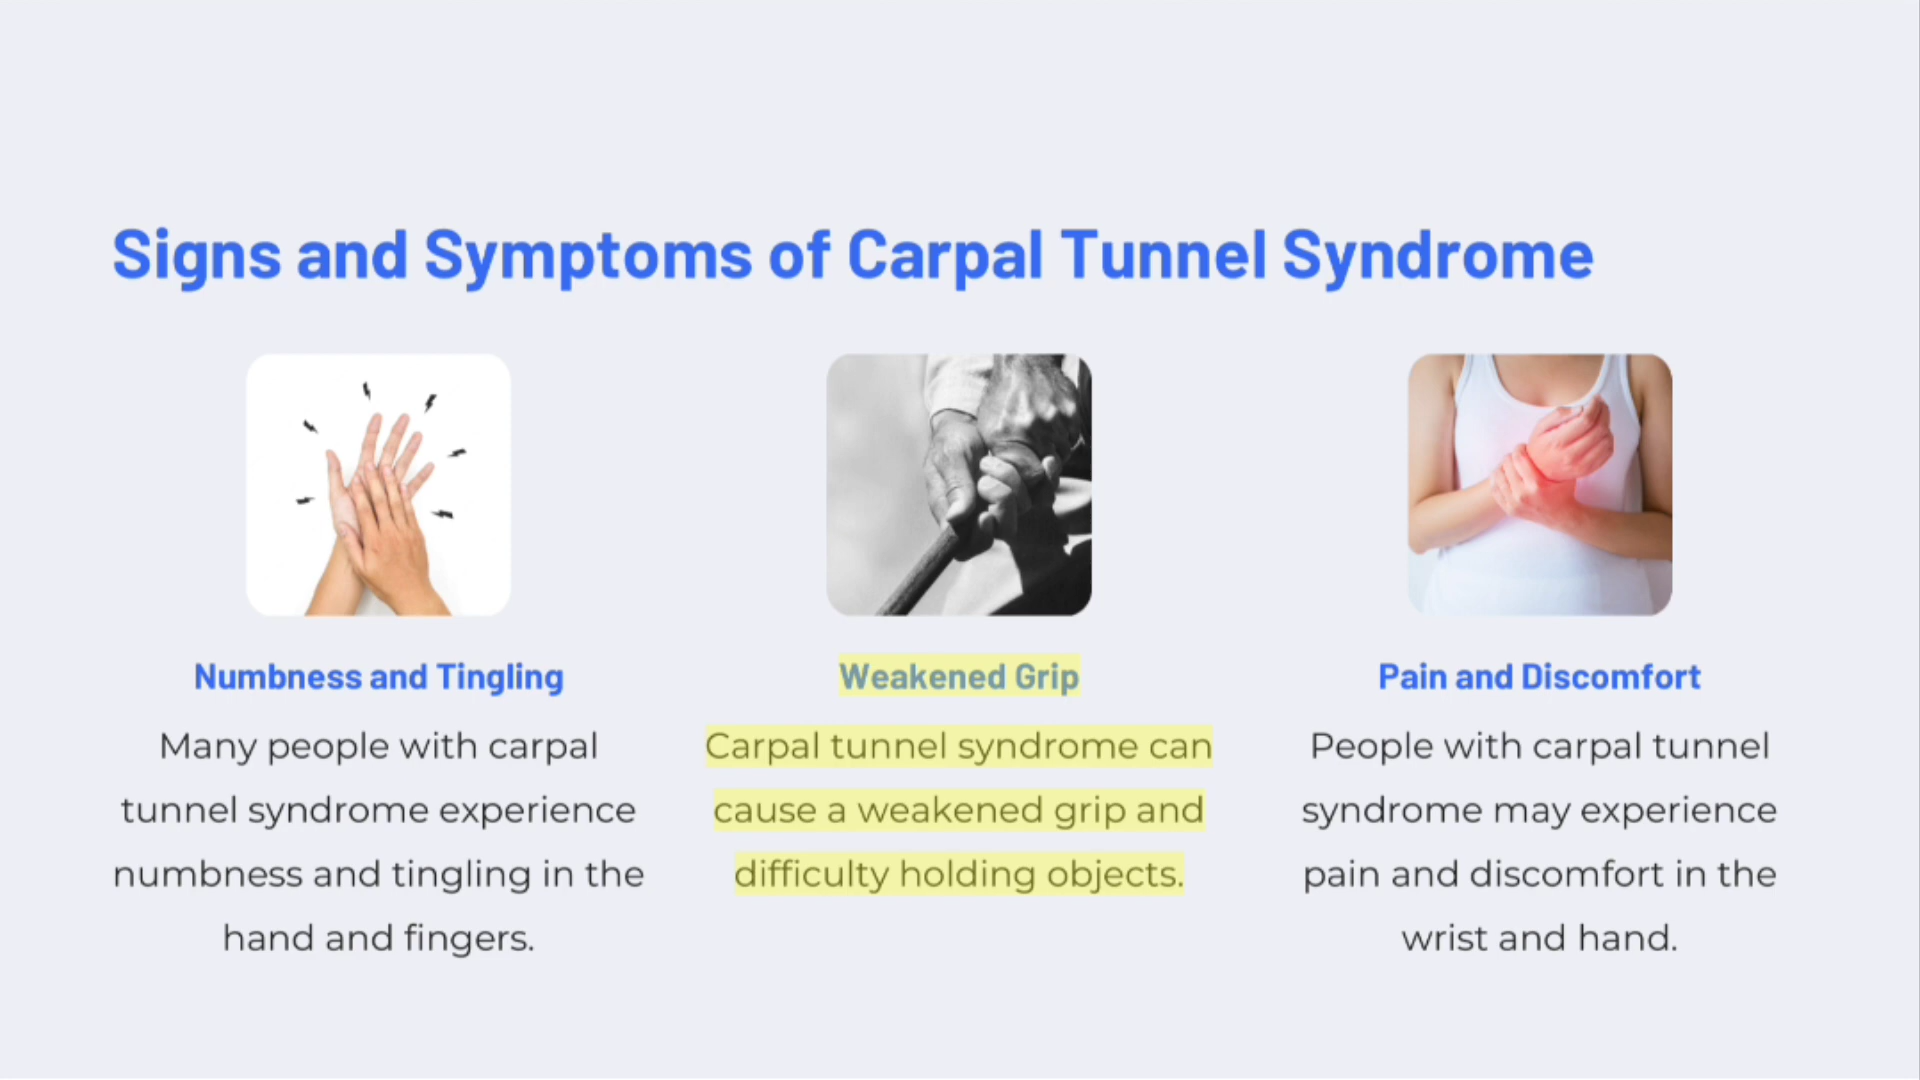 Signs and Symptoms of Carpal Tunnel Syndrome
Numbness and Tingling
Many people with carpal
tunnel syndrome experience
numbness and tingling in the
hand and fingers.
Weakened Grip
Carpal tunnel syndrome can
cause a weakened grip and
difficulty holding objects.
Pain and Discomfort
People with carpal tunnel
syndrome may experience
pain and discomfort in the
wrist and hand.